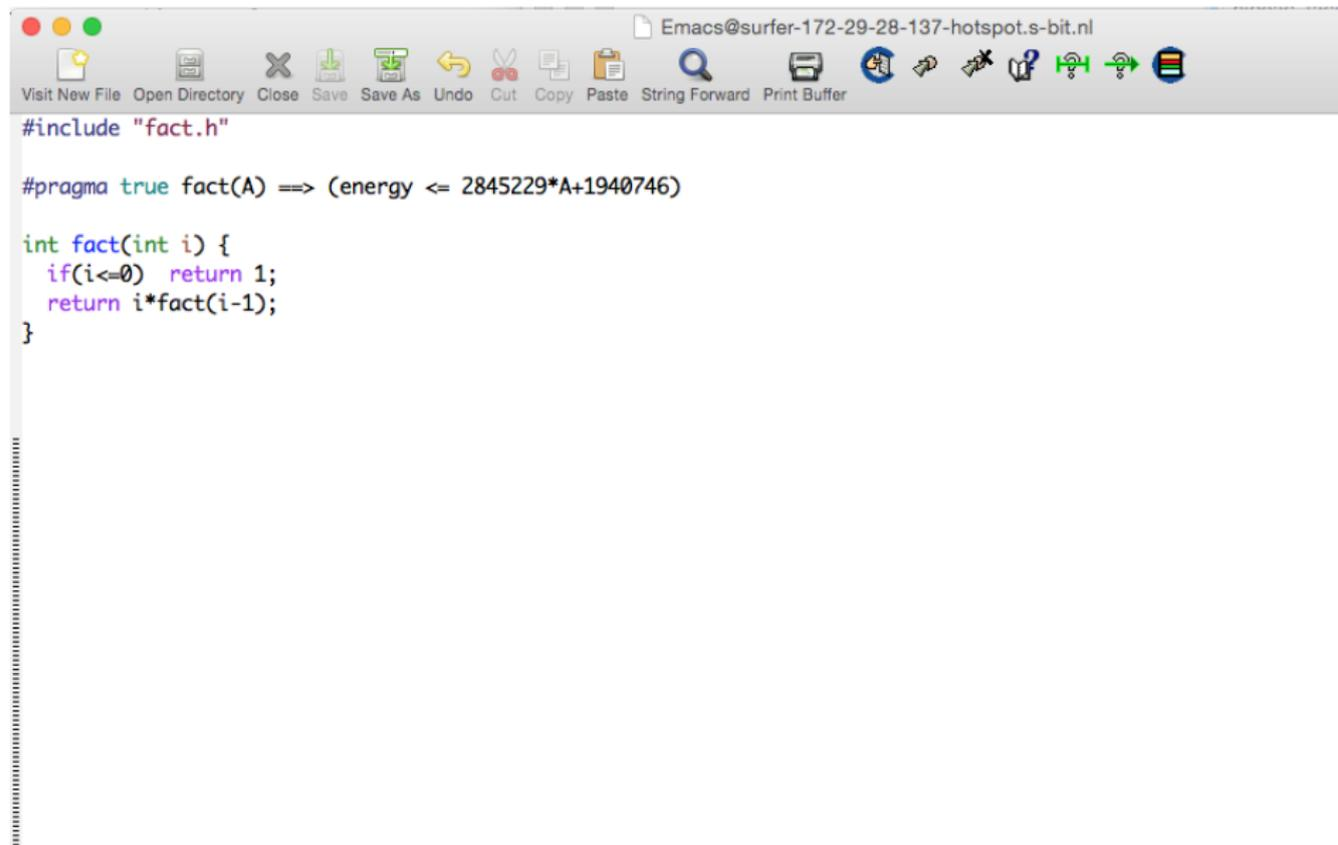 Emacs@surfer-172-29-28-137-hotspot.s-bit.nl
Visit New File Open Directory Close Save Save As Undo Cut Copy Paste String Forward Print Buffer
#include "fact.h"
#pragma true fact(A) ==> (energy <= 2845229*A+1940746)
int fact(int i) {
  if(i<=0)  return 1;
  return i*fact(i-1);
}